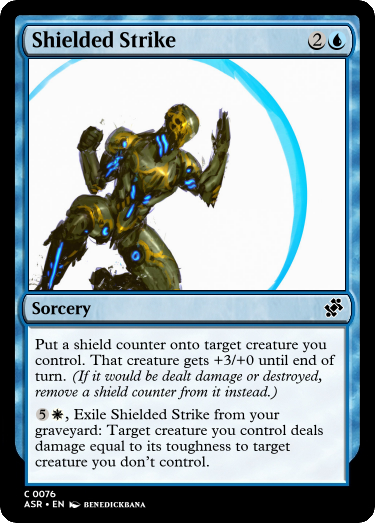 Shielded Strike 2
Sorcery
Put a shield counter onto target creature you
control. That creature gets +3/+0 until end of
turn. (If it would be dealt damage or destroyed,
remove a shield counter from it instead.)
5, Exile Shielded Strike from your
graveyard: Target creature you control deals
damage equal to its toughness to target
creature you don't control.
C 0076
ASR • EN BENEDICKBANA